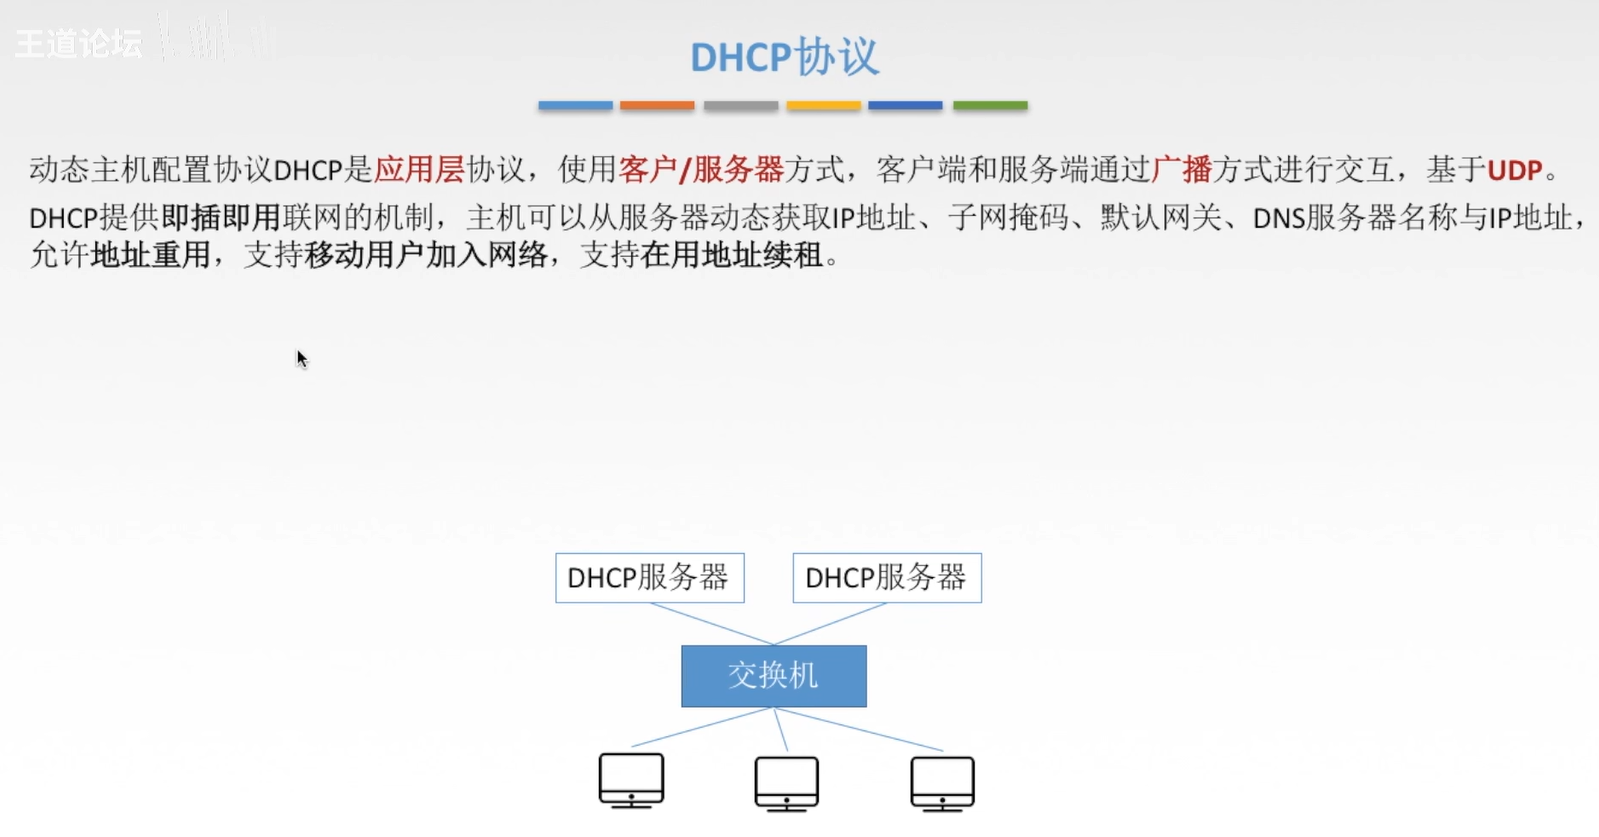 王道论坛
DHCP协议
动态主机配置协议DHCP是应用层协议，使用客户/服务器方式，客户端和服务端通过广播方式进行交互，基于UDP。
DHCP提供即插即用联网的机制，主机可以从服务器动态获取IP地址、子网掩码、默认网关、DNS服务器名称与IP地址，
允许地址重用，支持移动用户加入网络，支持在用地址续租。
DHCP服务器
DHCP服务器
交换机